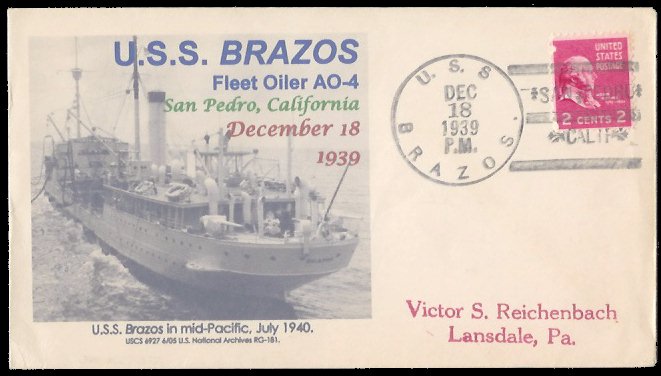 U.S.S. BRAZOS
Fleet Oiler AO-4
San Pedro, California
December 18
1939
U.S.S. Brazos in mid-Pacific, July 1940.
USCS 6927 6/05 U.S. National Archives RG-181.
U. S. S.
BRAZOS.
DEC
18
1939
P.M.
UNITED
STATES
POSTAGE
2 CENTS 2
SAN PEDRO
CALIF
Victor S. Reichenbach
Lansdale, Pa.